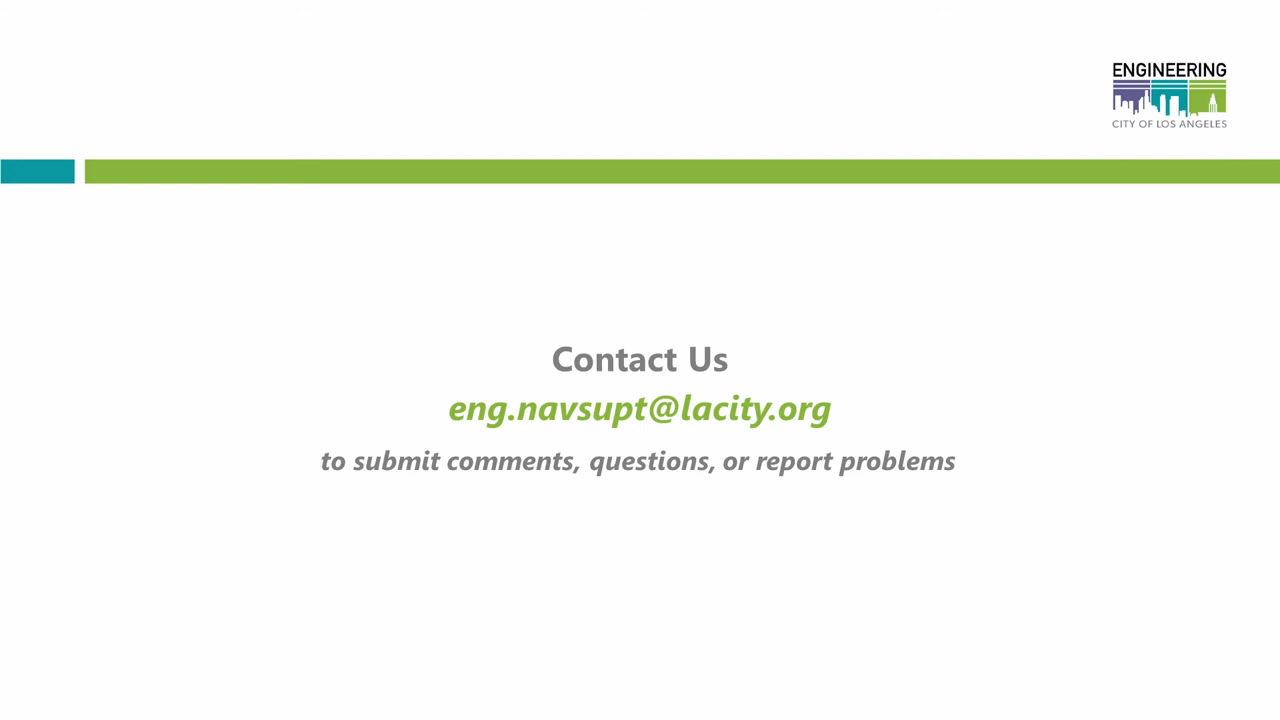 ENGINEERING
CITY OF LOS ANGELES
Contact Us
eng.navsupt@lacity.org
to submit comments, questions, or report problems